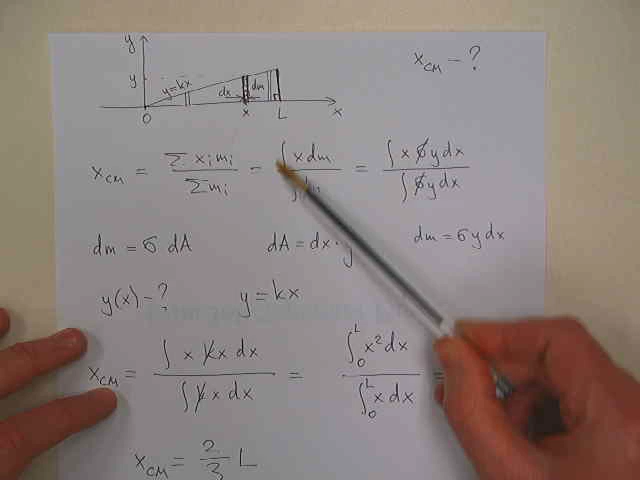 y
x_CM - ?
y y=kx dx dm
0 x L x
x_CM = Σ x_i m_i / Σ m_i = ∫ x dm / ∫ = ∫ x σ y dx / ∫ σ y dx
dm = σ dA dA = dx · y dm = σ y dx
y(x) - ? y = kx
x_CM = ∫ x k x dx / ∫ k x dx = ∫_0^L x² dx / ∫_0^L x dx =
x_CM = 2/3 L